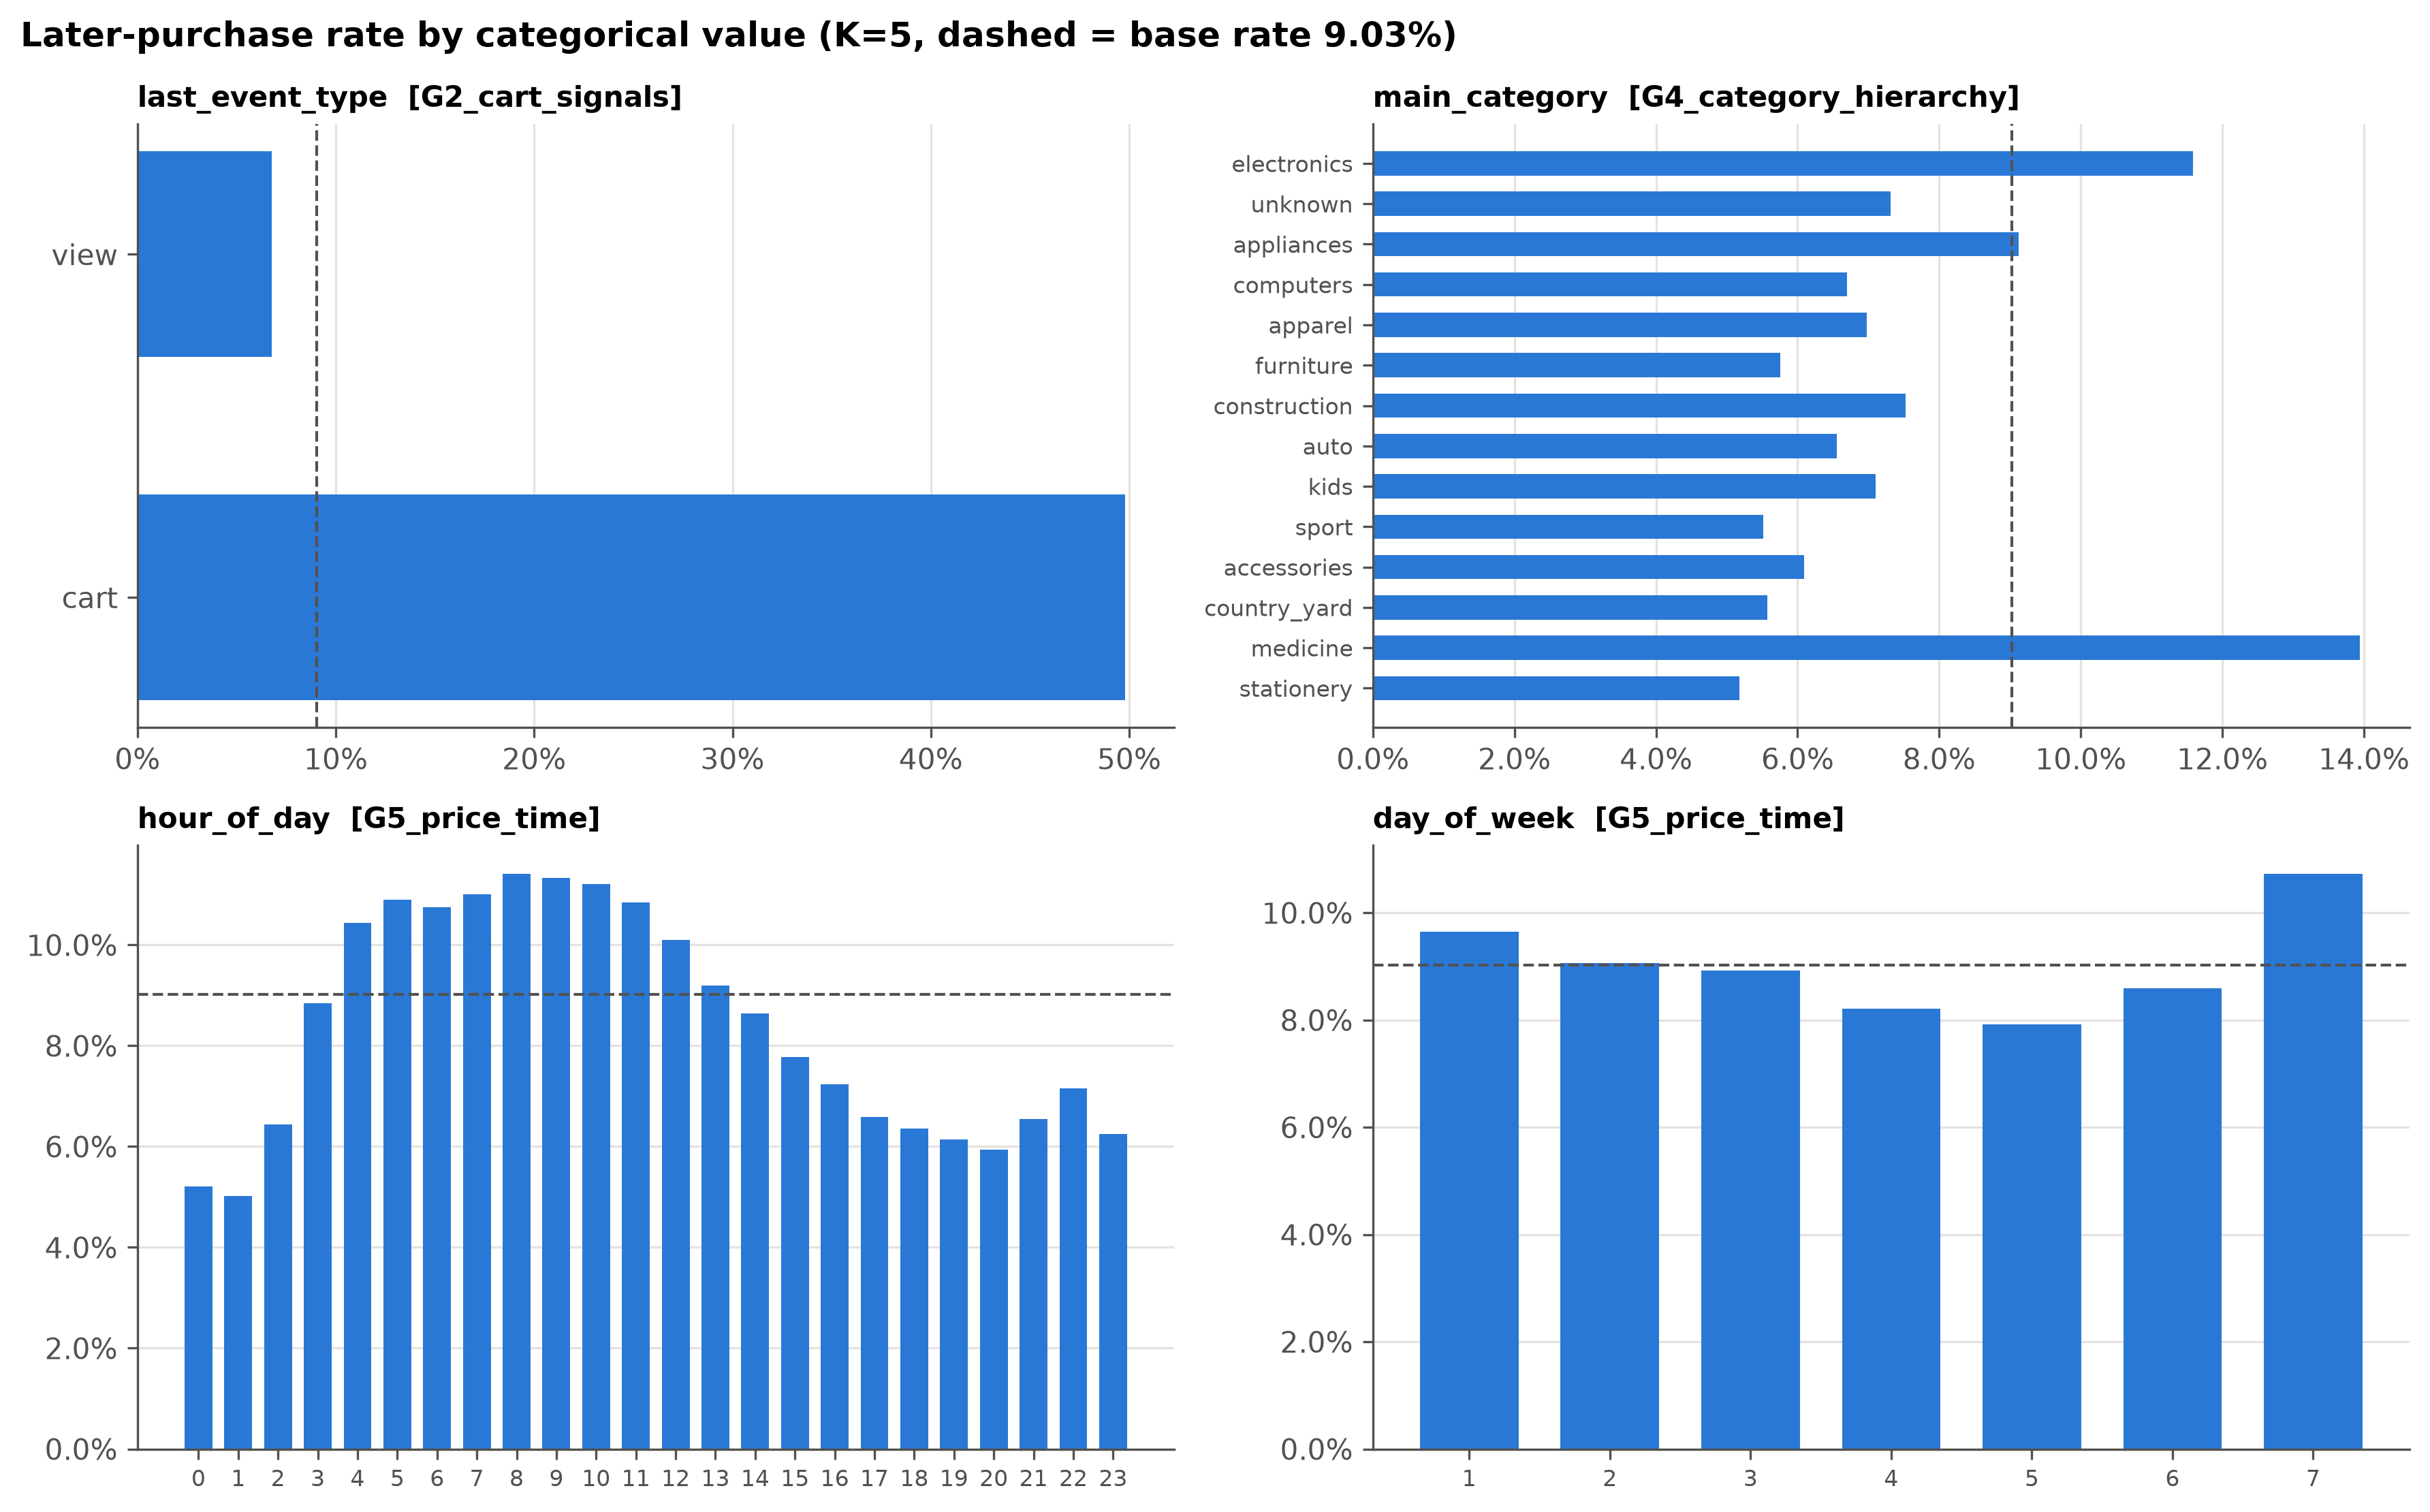 Later-purchase rate by categorical value (K=5, dashed = base rate 9.03%)
last_event_type [G2_cart_signals]
view
cart
0% 10% 20% 30% 40% 50%
main_category [G4_category_hierarchy]
electronics
unknown
appliances
computers
apparel
furniture
construction
auto
kids
sport
accessories
country_yard
medicine
stationery
0.0% 2.0% 4.0% 6.0% 8.0% 10.0% 12.0% 14.0%
hour_of_day [G5_price_time]
10.0%
8.0%
6.0%
4.0%
2.0%
0.0%
0 1 2 3 4 5 6 7 8 9 10 11 12 13 14 15 16 17 18 19 20 21 22 23
day_of_week [G5_price_time]
10.0%
8.0%
6.0%
4.0%
2.0%
0.0%
1 2 3 4 5 6 7